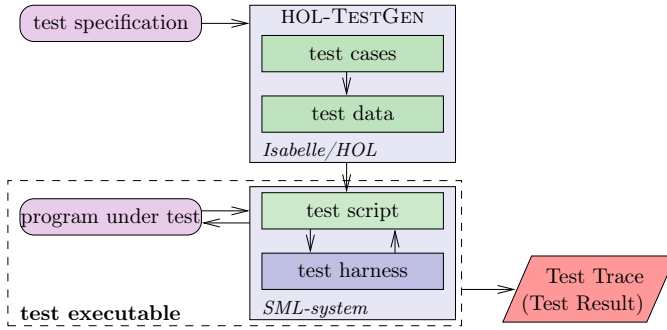 test specification
HOL-TESTGEN
test cases
test data
Isabelle/HOL
program under test
test script
test harness
SML-system
test executable
Test Trace
(Test Result)